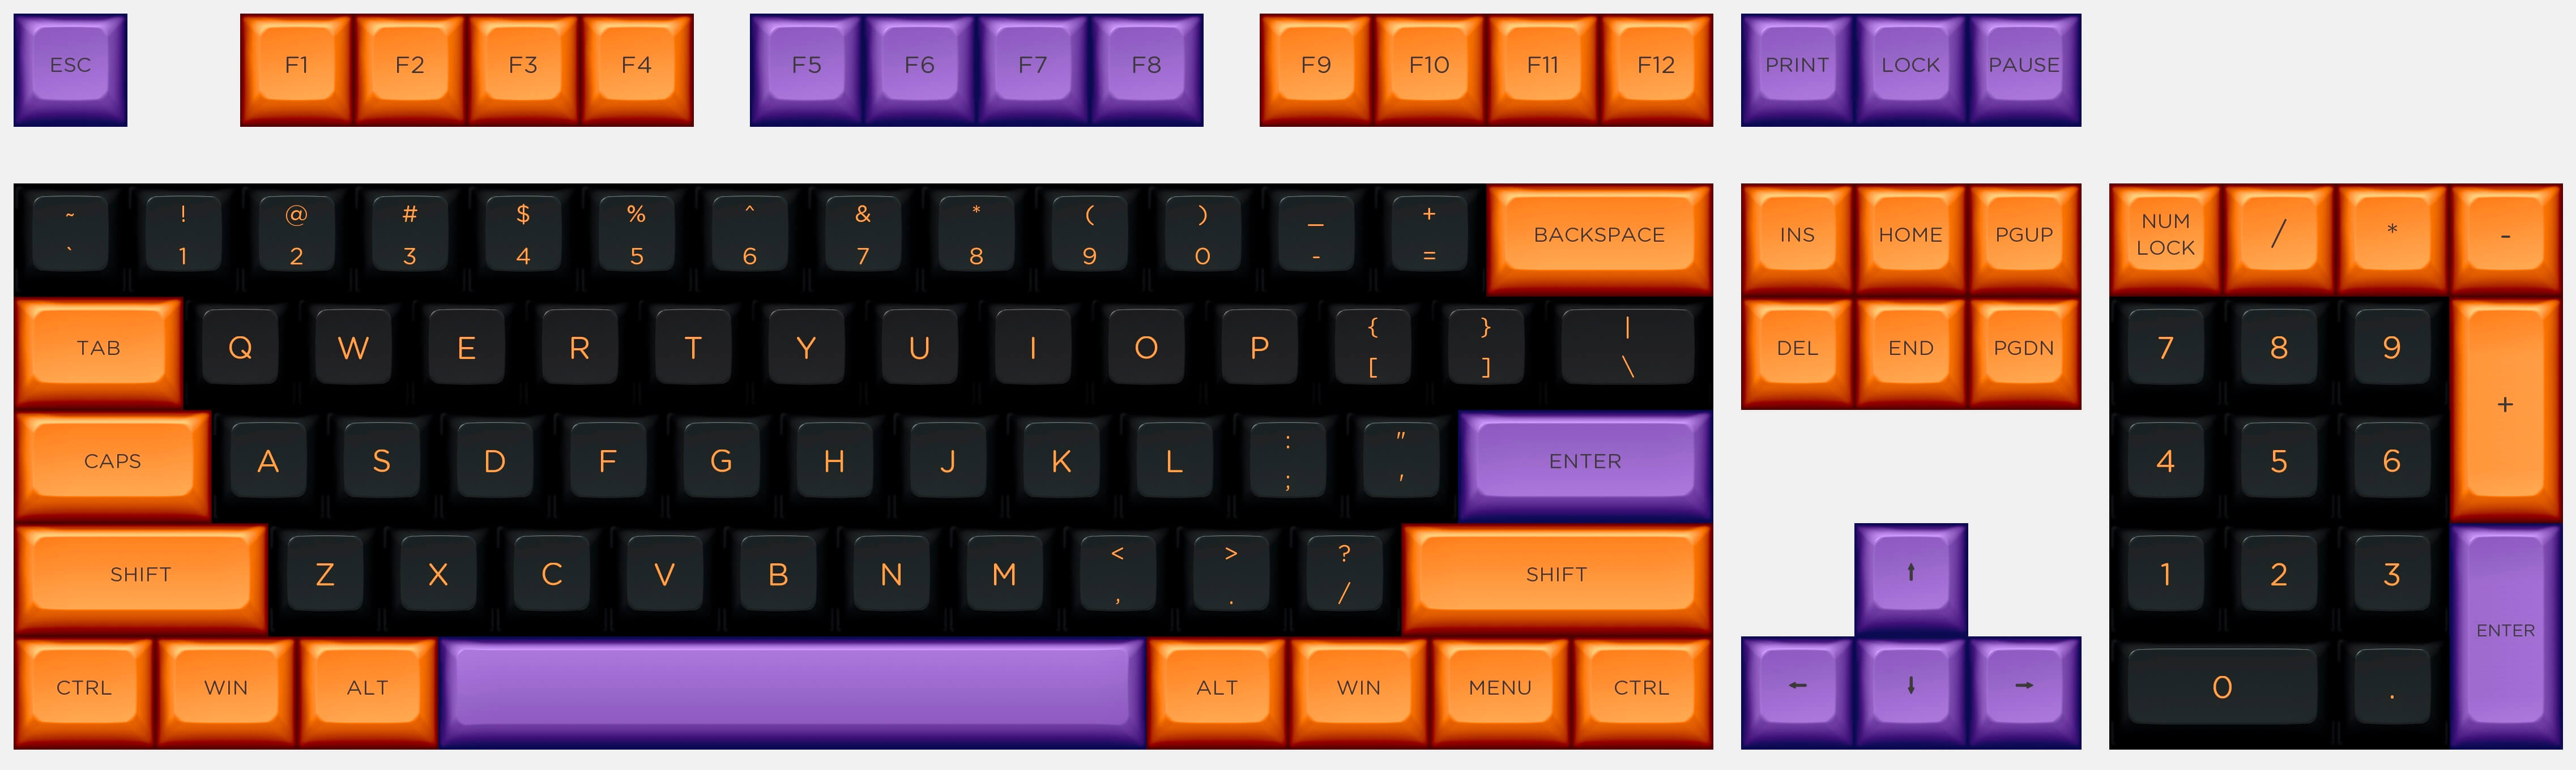 ESC F1 F2 F3 F4 F5 F6 F7 F8 F9 F10 F11 F12 PRINT LOCK PAUSE
~ ! @ # $ % ^ & * ( ) _ +
` 1 2 3 4 5 6 7 8 9 0 - = BACKSPACE INS HOME PGUP NUM LOCK / * -
TAB Q W E R T Y U I O P { [ } ] | \ DEL END PGDN 7 8 9 +
CAPS A S D F G H J K L : ; " ' ENTER 4 5 6
SHIFT Z X C V B N M < , > . ? / SHIFT ↑ 1 2 3 ENTER
CTRL WIN ALT ALT WIN MENU CTRL ← ↓ → 0 .